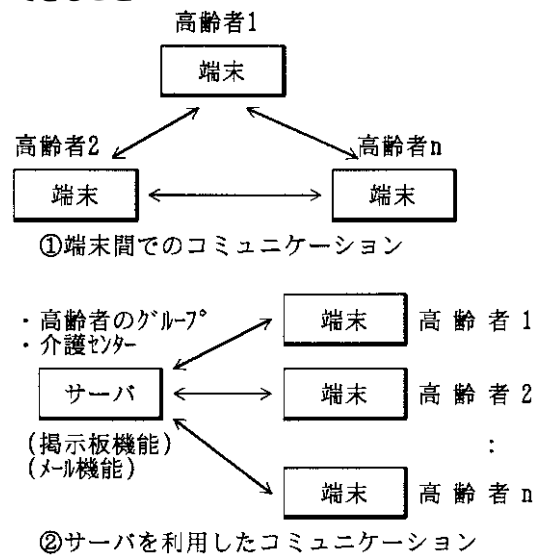 高齢者1
端末
高齢者2
高齢者n
端末
端末
①端末間でのコミュニケーション
・高齢者のグループ
・介護センター
サーバ
(掲示板機能)
(メール機能)
端末 高齢者1
端末 高齢者2
:
端末 高齢者n
②サーバを利用したコミュニケーション